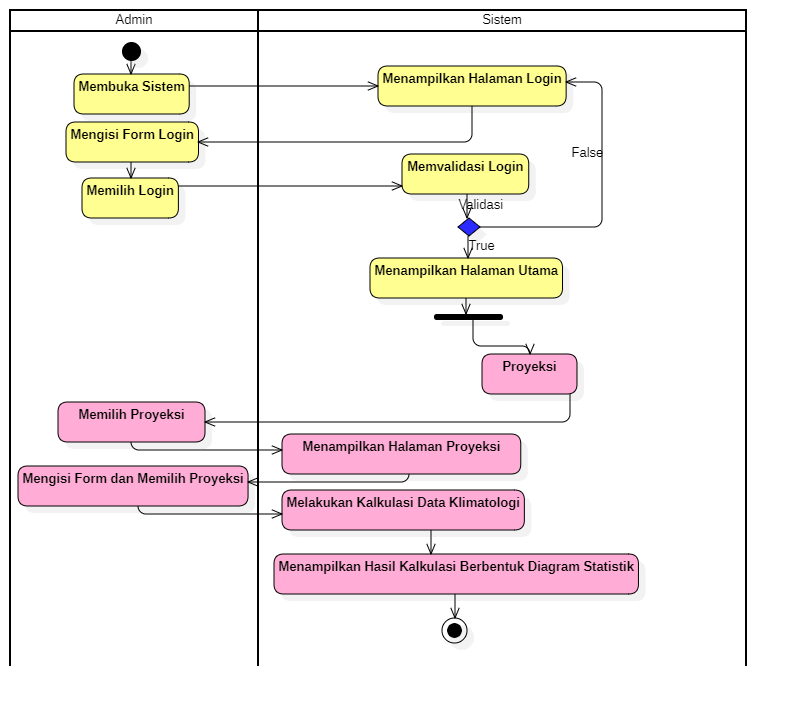 Admin
Sistem
Membuka Sistem
Menampilkan Halaman Login
Mengisi Form Login
False
Memvalidasi Login
Memilih Login
Validasi
True
Menampilkan Halaman Utama
Proyeksi
Memilih Proyeksi
Menampilkan Halaman Proyeksi
Mengisi Form dan Memilih Proyeksi
Melakukan Kalkulasi Data Klimatologi
Menampilkan Hasil Kalkulasi Berbentuk Diagram Statistik